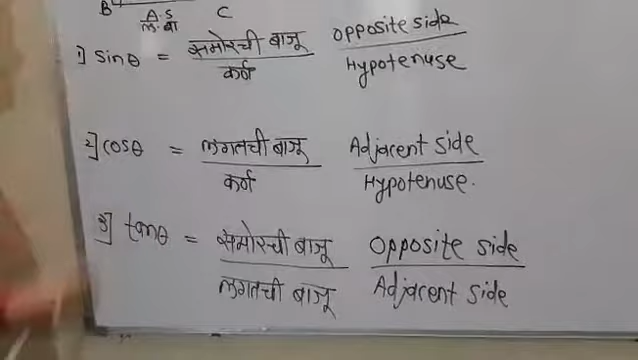 B C
A.S
ल.बा
1] sinθ = समोरची बाजू / कर्ण opposite side / Hypotenuse
2] cosθ = लगतची बाजू / कर्ण Adjacent side / Hypotenuse.
3] tanθ = समोरची बाजू / लगतची बाजू opposite side / Adjacent side